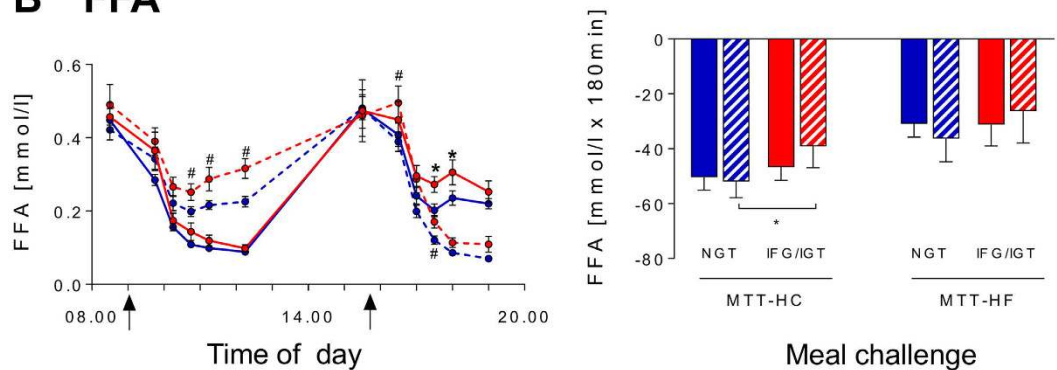 B FFA
FFA [mmol/l]
0.6
0.4
0.2
0.0
# # # # * * #
08.00 14.00 20.00
Time of day
FFA [mmol/l x 180min]
0
-20
-40
-60
-80
*
NGT IFG/IGT NGT IFG/IGT
MTT-HC MTT-HF
Meal challenge